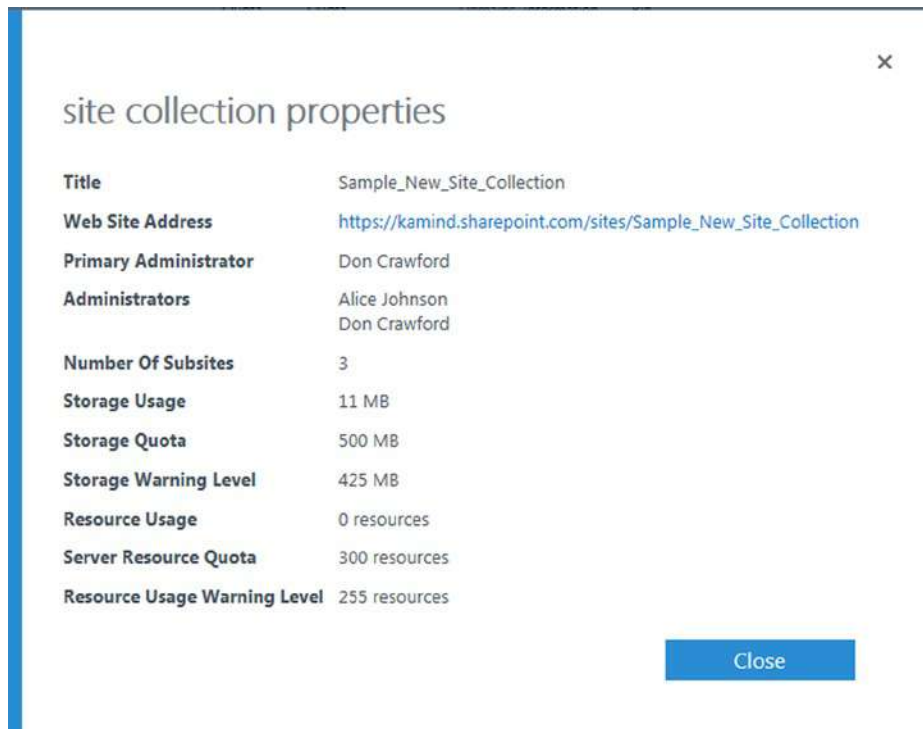 ×
site collection properties
Title Sample_New_Site_Collection
Web Site Address https://kamind.sharepoint.com/sites/Sample_New_Site_Collection
Primary Administrator Don Crawford
Administrators Alice Johnson
Don Crawford
Number Of Subsites 3
Storage Usage 11 MB
Storage Quota 500 MB
Storage Warning Level 425 MB
Resource Usage 0 resources
Server Resource Quota 300 resources
Resource Usage Warning Level 255 resources
Close